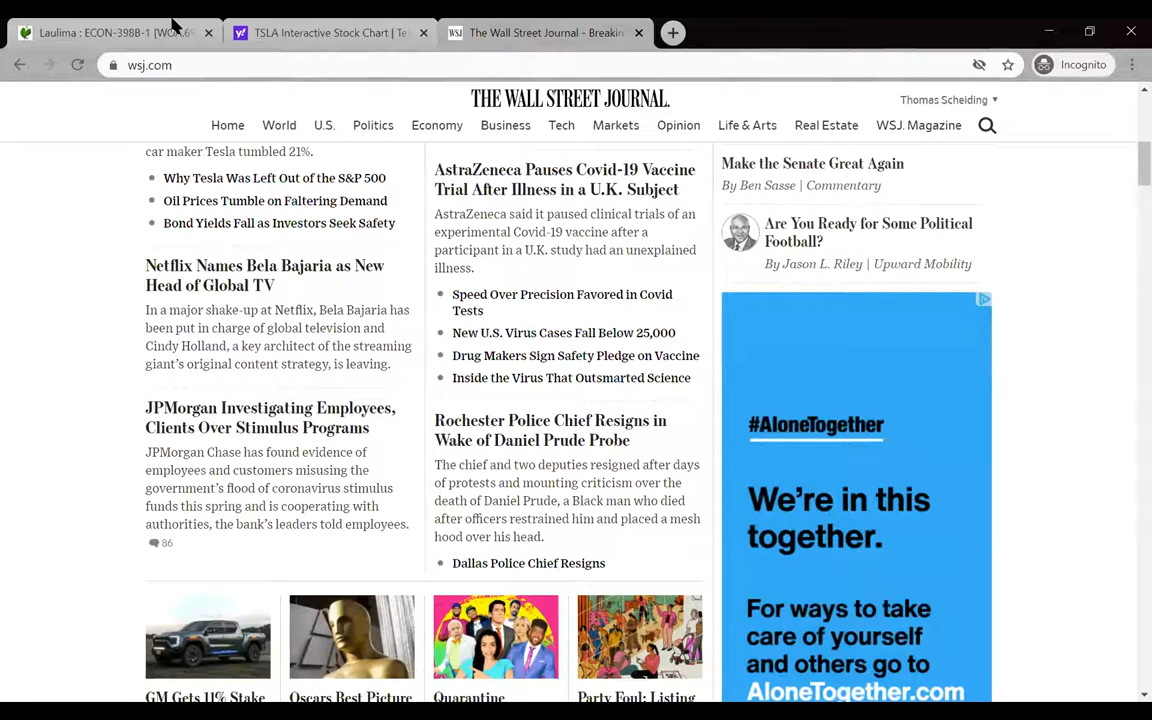 Laulima : ECON-398B-1 [WOA.6
TSLA Interactive Stock Chart | Te
WSJ
The Wall Street Journal - Breakin
wsj.com
Incognito
THE WALL STREET JOURNAL.
Thomas Scheiding
Home World U.S. Politics Economy Business Tech Markets Opinion Life & Arts Real Estate WSJ. Magazine
car maker Tesla tumbled 21%.
Why Tesla Was Left Out of the S&P 500
Oil Prices Tumble on Faltering Demand
Bond Yields Fall as Investors Seek Safety
Netflix Names Bela Bajaria as New
Head of Global TV
In a major shake-up at Netflix, Bela Bajaria has
been put in charge of global television and
Cindy Holland, a key architect of the streaming
giant's original content strategy, is leaving.
JPMorgan Investigating Employees,
Clients Over Stimulus Programs
JPMorgan Chase has found evidence of
employees and customers misusing the
government's flood of coronavirus stimulus
funds this spring and is cooperating with
authorities, the bank's leaders told employees.
86
AstraZeneca Pauses Covid-19 Vaccine
Trial After Illness in a U.K. Subject
AstraZeneca said it paused clinical trials of an
experimental Covid-19 vaccine after a
participant in a U.K. study had an unexplained
illness.
Speed Over Precision Favored in Covid
Tests
New U.S. Virus Cases Fall Below 25,000
Drug Makers Sign Safety Pledge on Vaccine
Inside the Virus That Outsmarted Science
Rochester Police Chief Resigns in
Wake of Daniel Prude Probe
The chief and two deputies resigned after days
of protests and mounting criticism over the
death of Daniel Prude, a Black man who died
after officers restrained him and placed a mesh
hood over his head.
Dallas Police Chief Resigns
Make the Senate Great Again
By Ben Sasse | Commentary
Are You Ready for Some Political
Football?
By Jason L. Riley | Upward Mobility
#AloneTogether
We're in this
together.
For ways to take
care of yourself
and others go to
AloneTogether.com
GM Gets 11% Stake
Oscars Best Picture
Quarantine
Party Foul: Listing